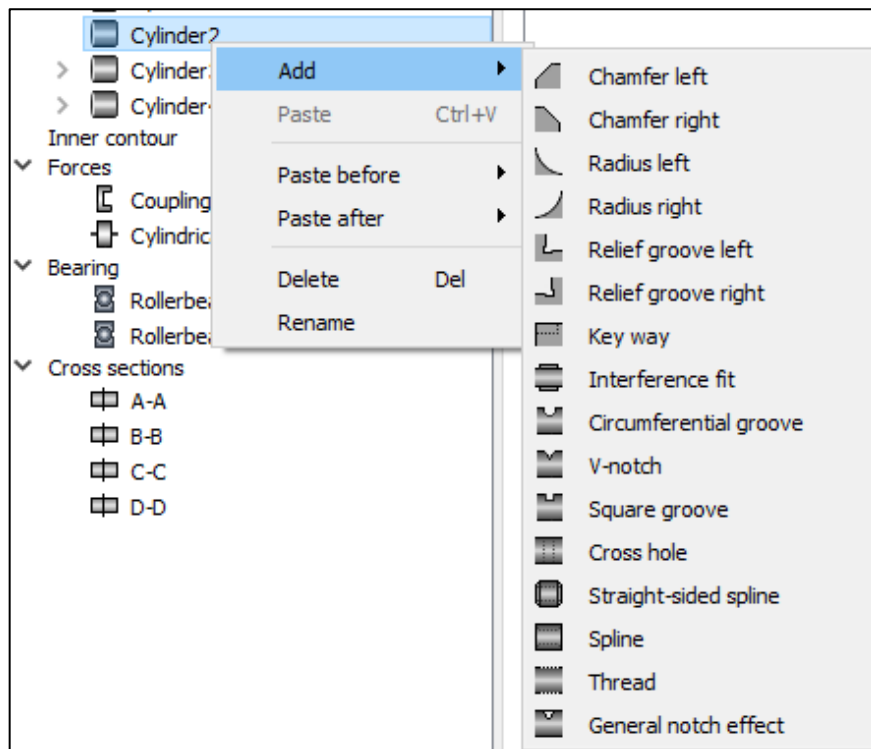 Cylinder2
Cylinder
Cylinder
Inner contour
Forces
Coupling
Cylindric
Bearing
Rollerbea
Rollerbea
Cross sections
A-A
B-B
C-C
D-D
Add
Paste Ctrl+V
Paste before
Paste after
Delete Del
Rename
Chamfer left
Chamfer right
Radius left
Radius right
Relief groove left
Relief groove right
Key way
Interference fit
Circumferential groove
V-notch
Square groove
Cross hole
Straight-sided spline
Spline
Thread
General notch effect